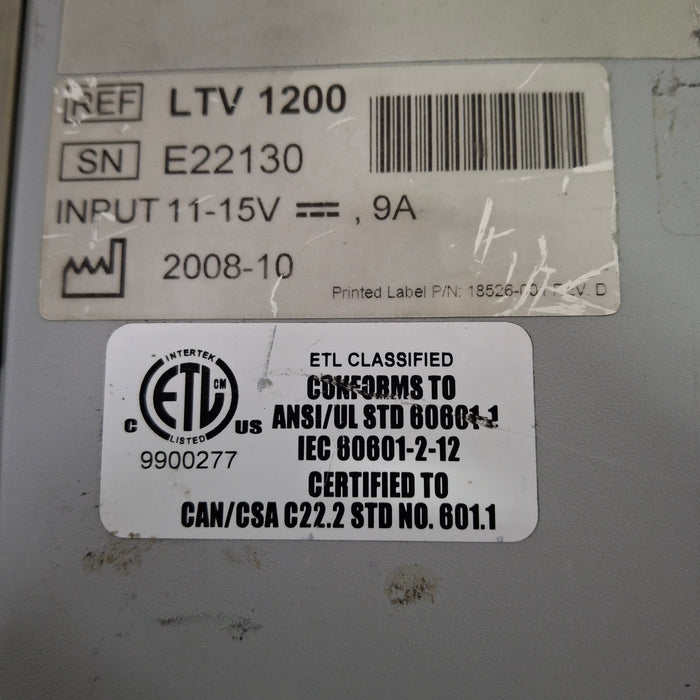 REF LTV 1200
SN E22130
INPUT 11-15V , 9A
2008-10
Printed Label P/N: 18526-001 REV. D
INTERTEK
ETL CM
C US
LISTED
9900277
ETL CLASSIFIED
CONFORMS TO
ANSI/UL STD 60601-1
IEC 60601-2-12
CERTIFIED TO
CAN/CSA C22.2 STD NO. 601.1